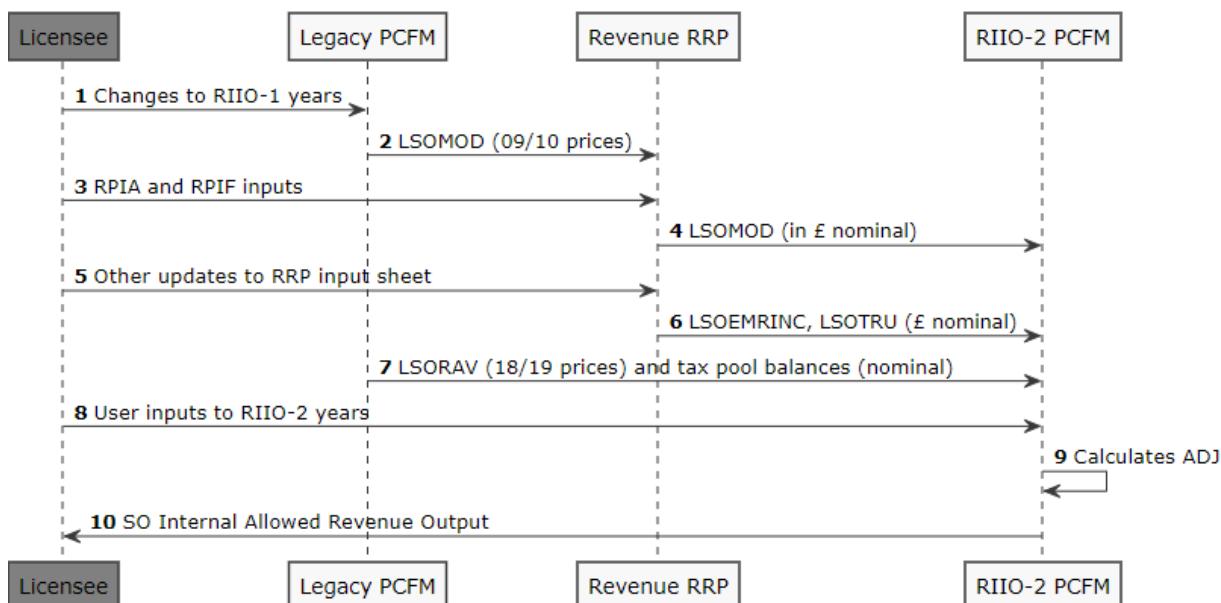 Licensee Legacy PCFM Revenue RRP RIIO-2 PCFM
1 Changes to RIIO-1 years
2 LSOMOD (09/10 prices)
3 RPIA and RPIF inputs
4 LSOMOD (in £ nominal)
5 Other updates to RRP input sheet
6 LSOEMRINC, LSOTRU (£ nominal)
7 LSORAV (18/19 prices) and tax pool balances (nominal)
8 User inputs to RIIO-2 years
9 Calculates ADJ
10 SO Internal Allowed Revenue Output
Licensee Legacy PCFM Revenue RRP RIIO-2 PCFM